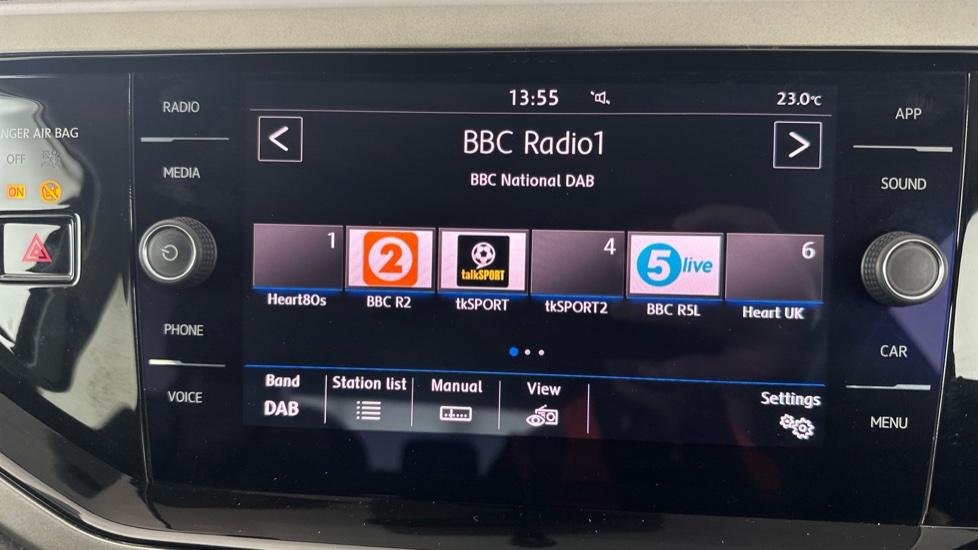 13:55
23.0°C
RADIO
APP
NGER AIR BAG
OFF
ON
BBC Radio1
MEDIA
BBC National DAB
SOUND
1
2
talkSPORT
4
5 live
6
Heart80s
BBC R2
tkSPORT
tkSPORT2
BBC R5L
Heart UK
PHONE
CAR
Band
DAB
Station list
Manual
View
Settings
VOICE
MENU